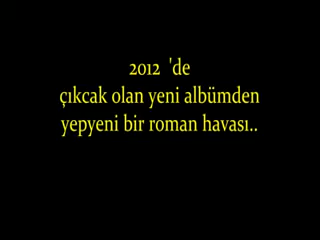 2012  'de
çıkcak olan yeni albümden
yepyeni bir roman havası..